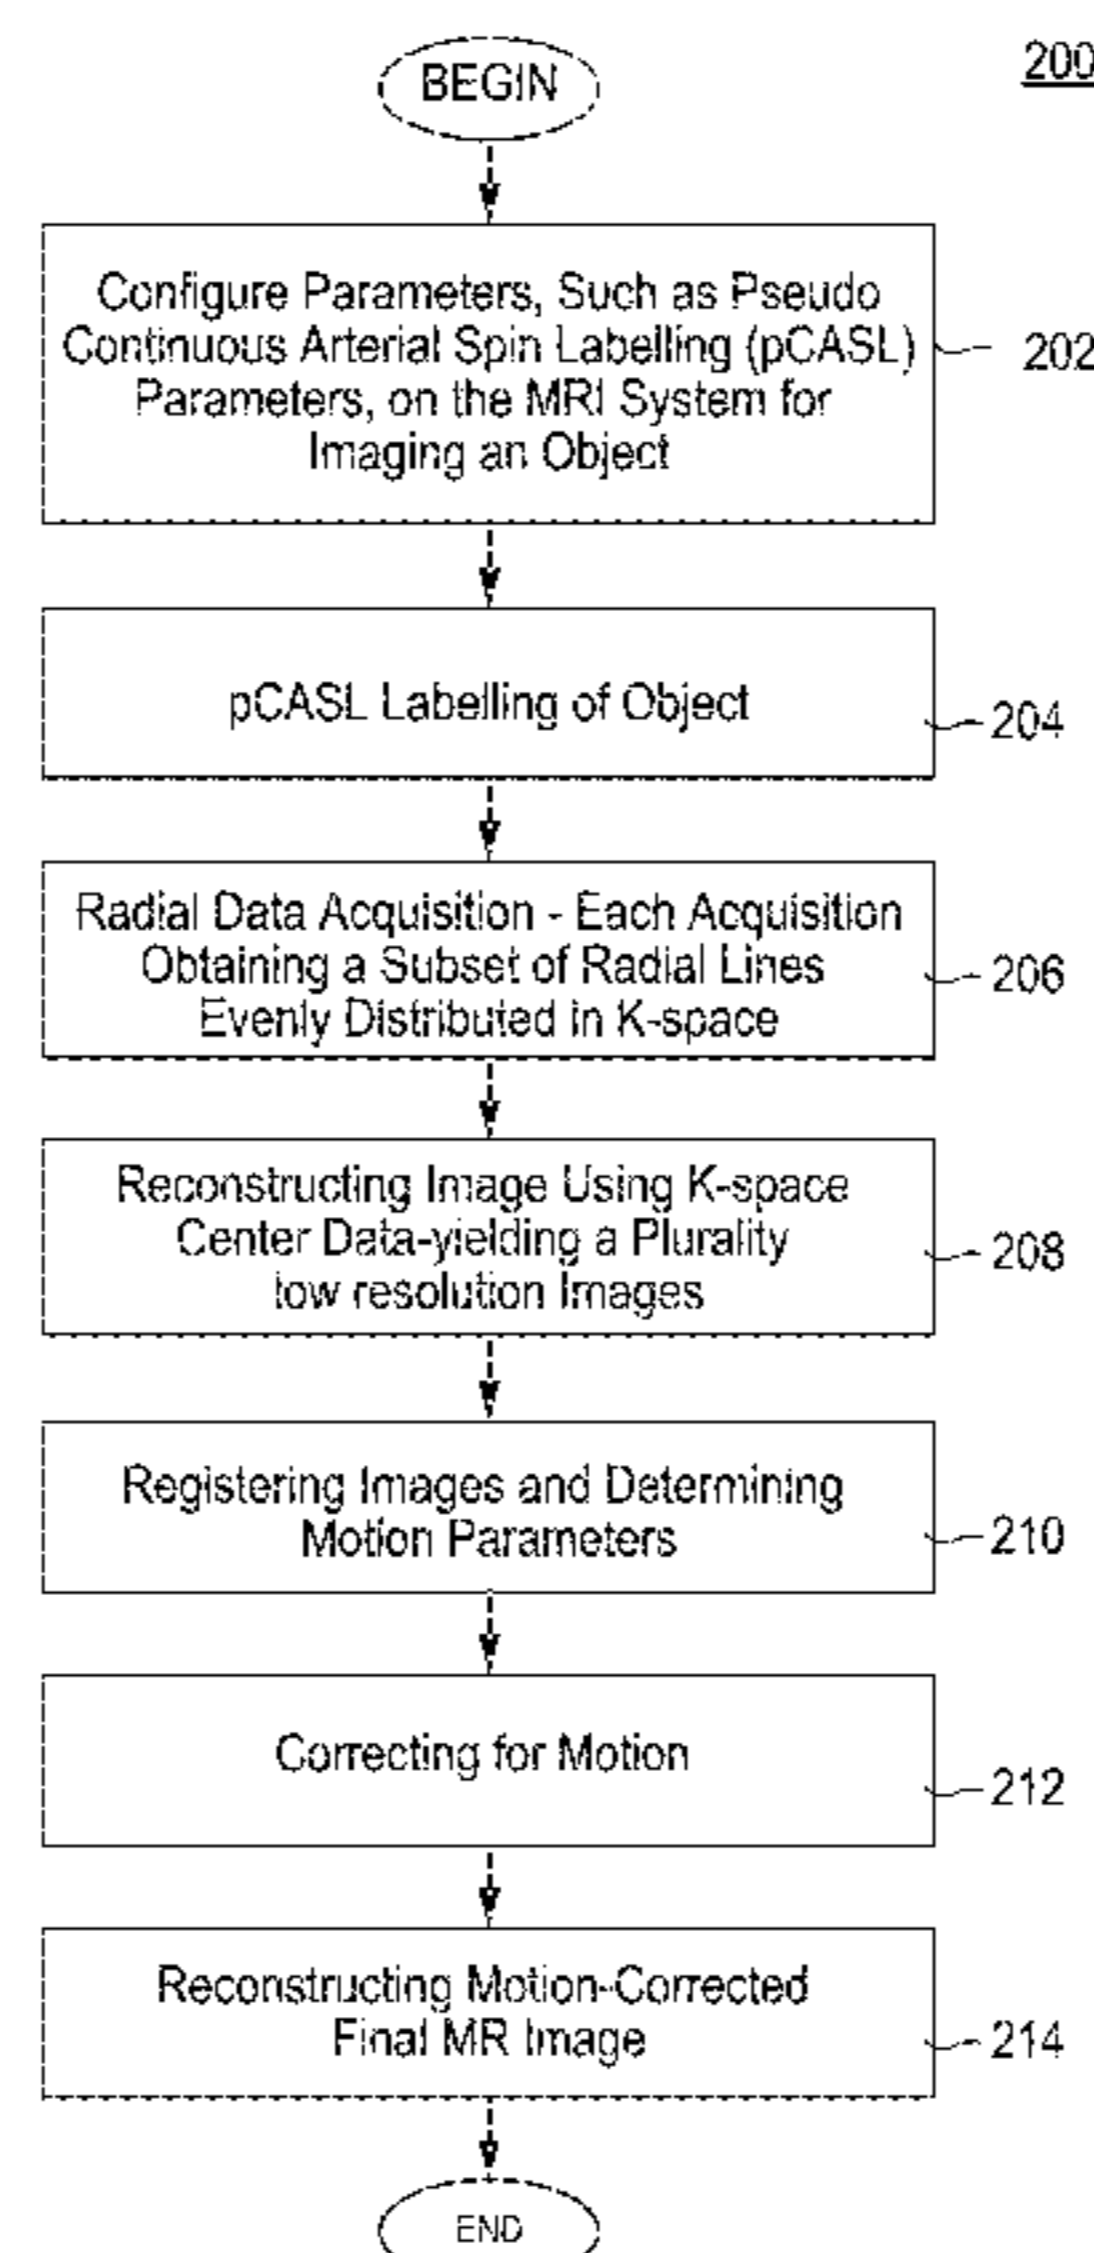 BEGIN
200
Configure Parameters, Such as Pseudo
Continuous Arterial Spin Labelling (pCASL)
Parameters, on the MRI System for
Imaging an Object
202
pCASL Labelling of Object
204
Radial Data Acquisition - Each Acquisition
Obtaining a Subset of Radial Lines
Evenly Distributed in K-space
206
Reconstructing Image Using K-space
Center Data-yielding a Plurality
low resolution Images
208
Registering Images and Determining
Motion Parameters
210
Correcting for Motion
212
Reconstructing Motion-Corrected
Final MR Image
214
END